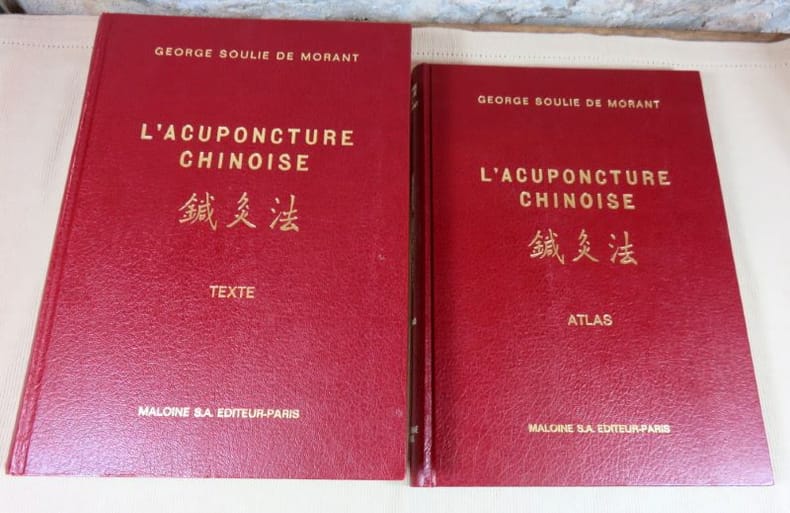 GEORGE SOULIE DE MORANT
L'ACUPONCTURE
CHINOISE
鍼灸法
TEXTE
MALOINE S.A. EDITEUR-PARIS
GEORGE SOULIE DE MORANT
L'ACUPONCTURE
CHINOISE
鍼灸法
ATLAS
MALOINE S.A. EDITEUR-PARIS